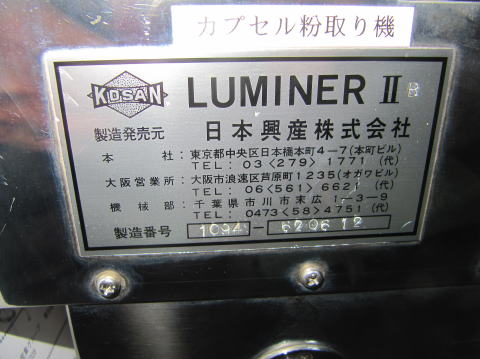 カプセル粉取り機
KOSAN LUMINER II B
製造発売元 日本興産株式会社
本社:東京都中央区日本橋本町4-7(本町ビル)
TEL:03<279>1771(代)
大阪営業所:大阪市浪速区芦原町1235(オガワビル)
TEL:06<561>6621(代)
機械部:千葉県市川市末広1-3-9
TEL:0473<58>4751(代)
製造番号 1094-620612